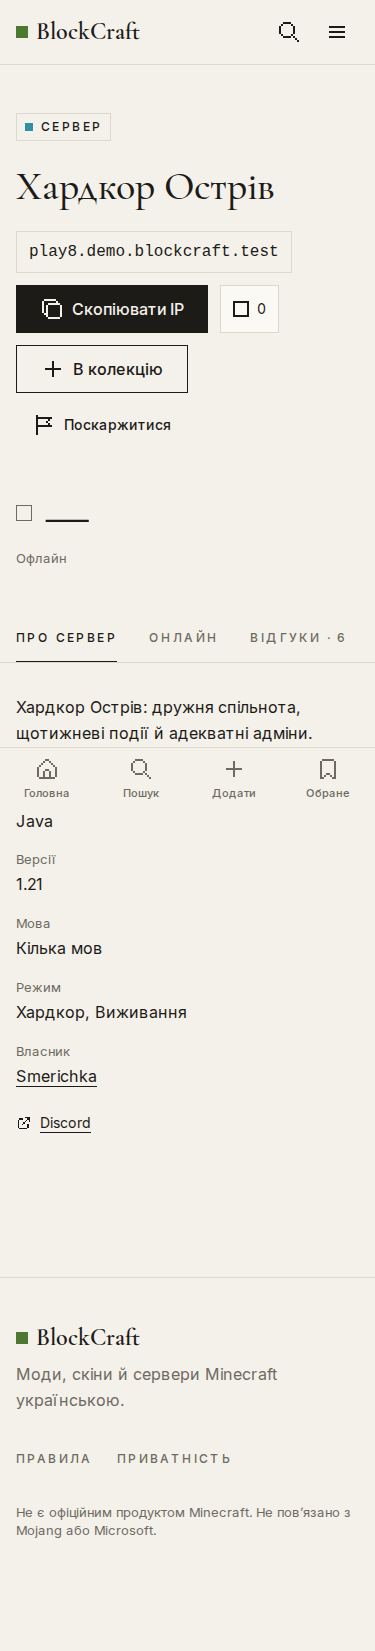 BlockCraft
СЕРВЕР
Хардкор Острів
play8.demo.blockcraft.test
Скопіювати IP
0
В колекцію
Поскаржитися
Офлайн
ПРО СЕРВЕР ОНЛАЙН ВІДГУКИ · 6
Хардкор Острів: дружня спільнота,
щотижневі події й адекватні адміни.
Головна Пошук Додати Обране
Java
Версії
1.21
Мова
Кілька мов
Режим
Хардкор, Виживання
Власник
Smerichka
Discord
BlockCraft
Моди, скіни й сервери Minecraft
українською.
ПРАВИЛА ПРИВАТНІСТЬ
Не є офіційним продуктом Minecraft. Не пов’язано з
Mojang або Microsoft.